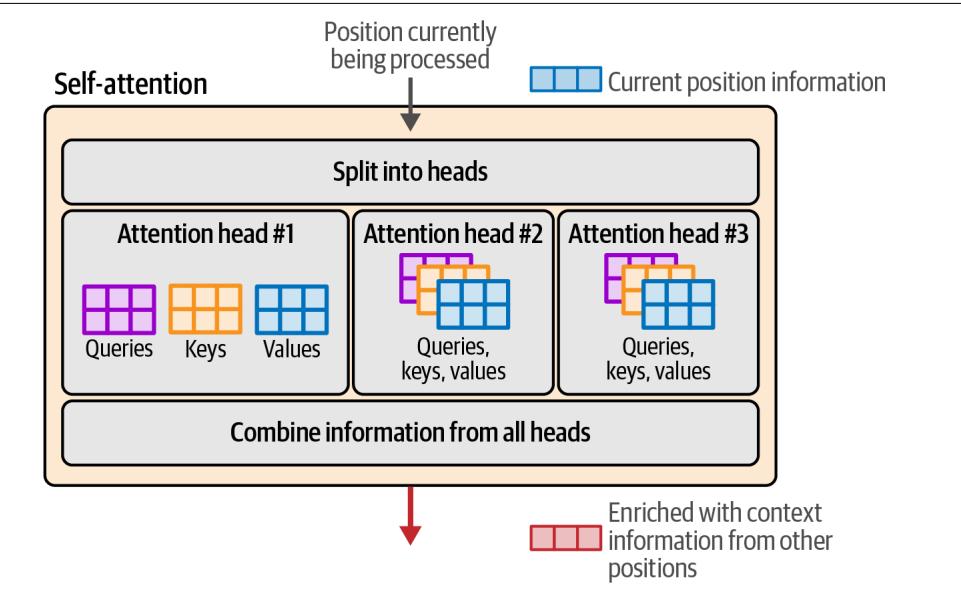 Position currently
being processed
Self-attention
Current position information
Split into heads
Attention head #1
Attention head #2
Attention head #3
Queries
Keys
Values
Queries,
keys, values
Queries,
keys, values
Combine information from all heads
Enriched with context
information from other
positions